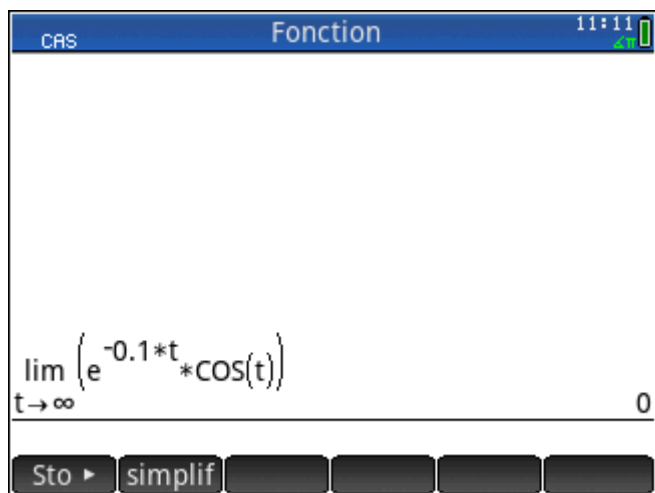 CAS Fonction 11:11
∡π
lim (e^-0.1*t*COS(t))
t→∞ 0
Sto ► simplif